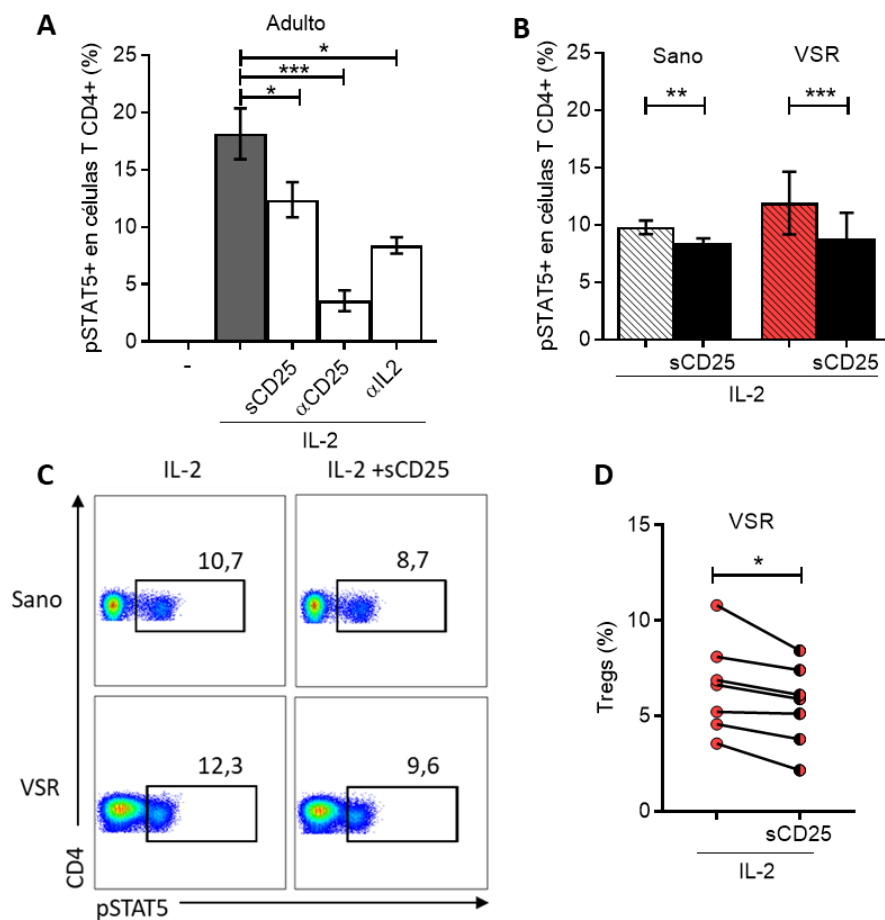 A
Adulto
pSTAT5+ en células T CD4+ (%)
25
20
15
10
5
0
*
***
*
-
sCD25
αCD25
αIL2
IL-2
B
Sano
VSR
pSTAT5+ en células T CD4+ (%)
25
20
15
10
5
0
**
***
sCD25
sCD25
IL-2
C
IL-2
IL-2 +sCD25
Sano
10,7
8,7
VSR
12,3
9,6
CD4
pSTAT5
D
VSR
*
Tregs (%)
15
10
5
0
sCD25
IL-2